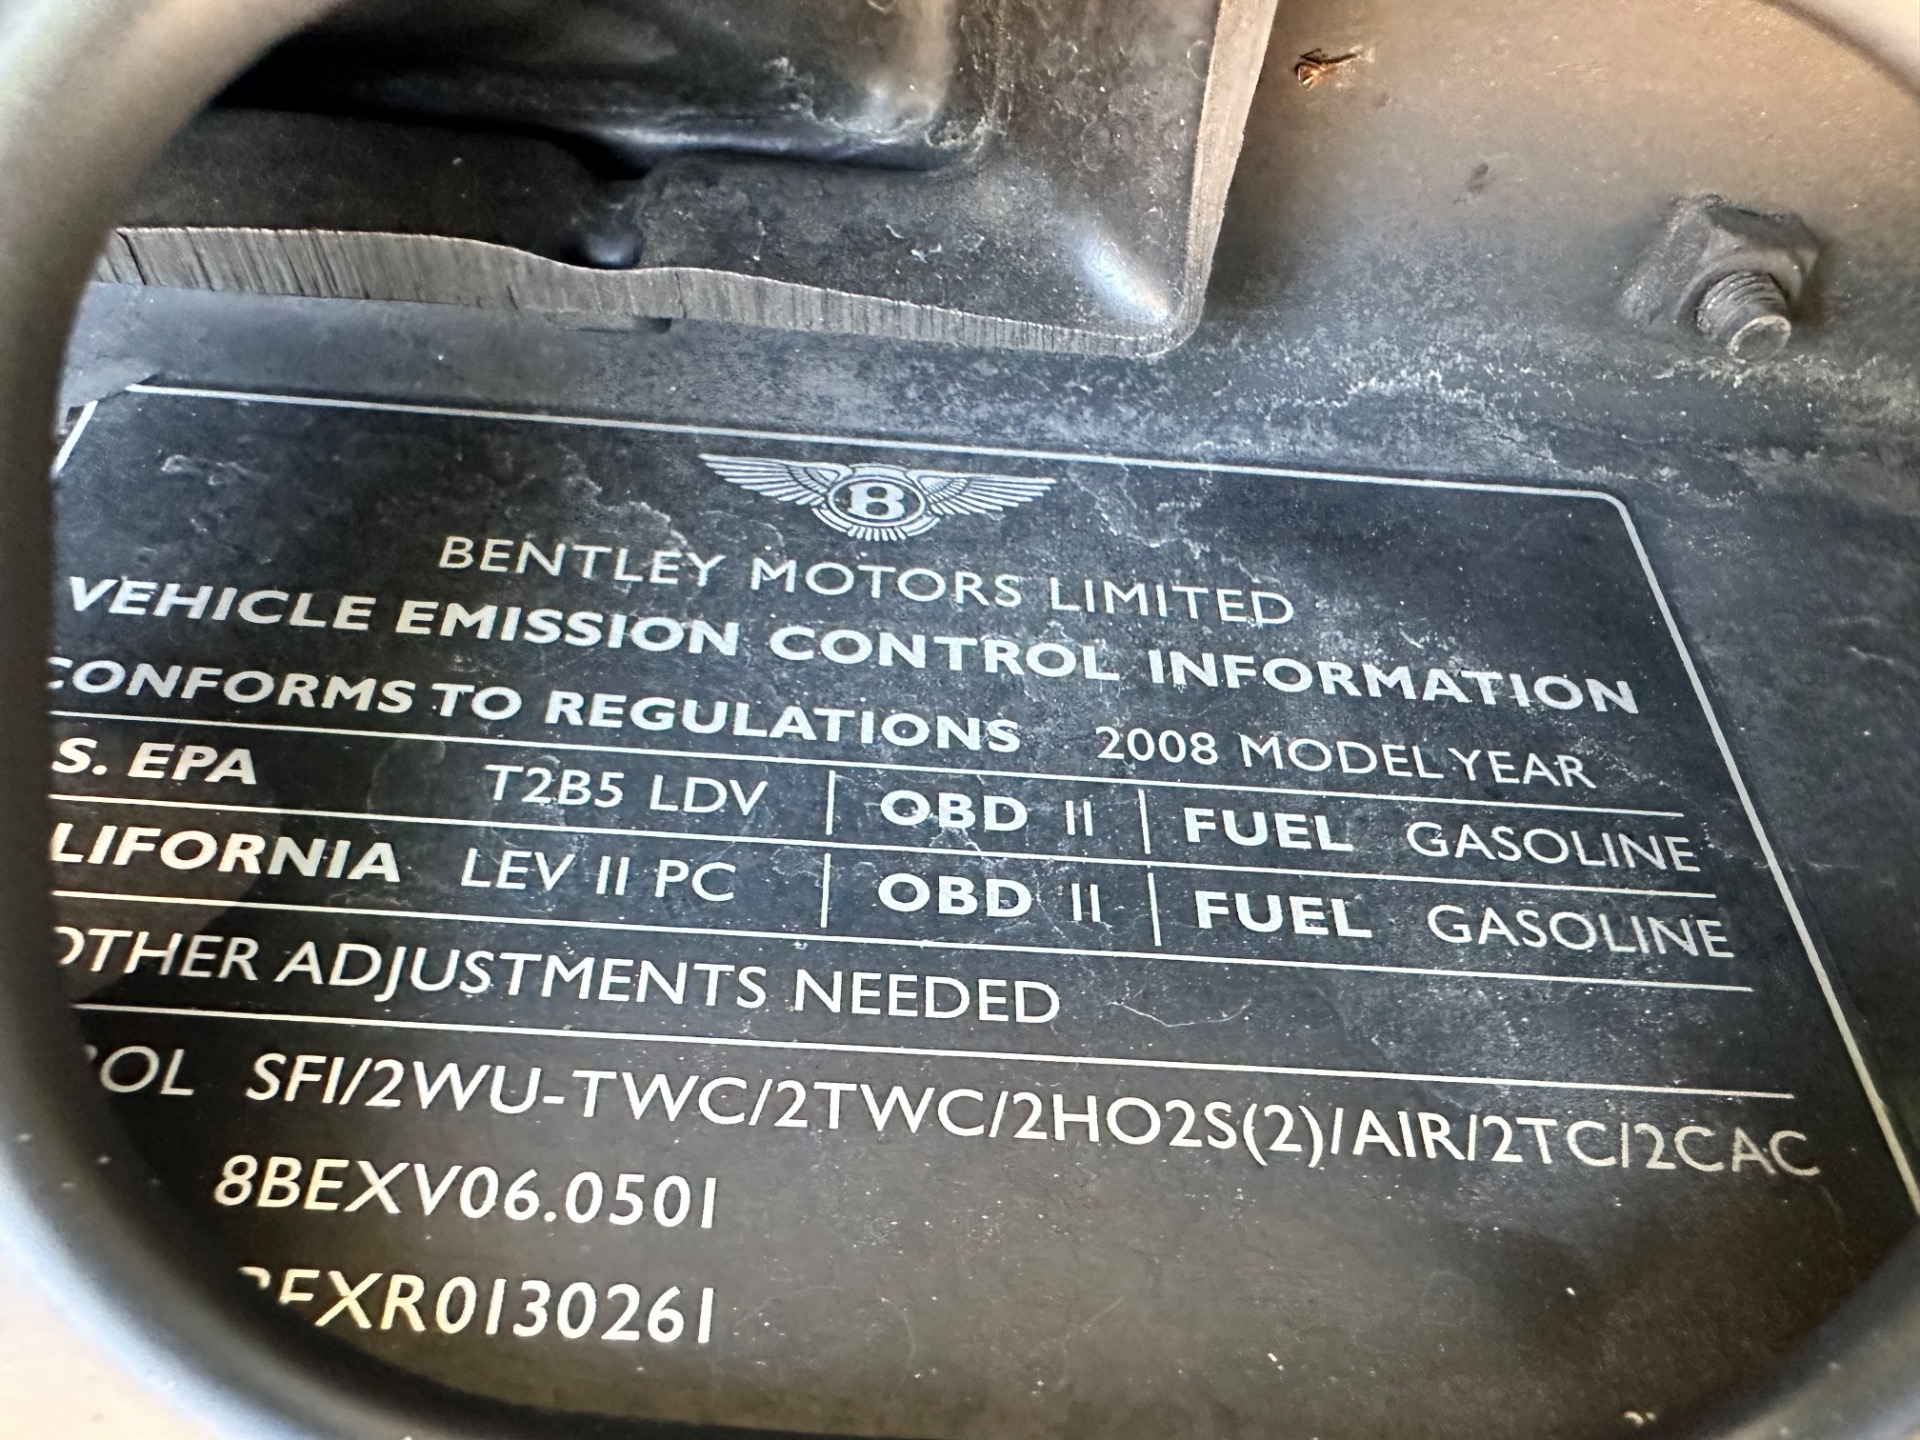 B
BENTLEY MOTORS LIMITED
VEHICLE EMISSION CONTROL INFORMATION
CONFORMS TO REGULATIONS 2008 MODEL YEAR
S. EPA T2B5 LDV OBD II FUEL GASOLINE
LIFORNIA LEV II PC OBD II FUEL GASOLINE
OTHER ADJUSTMENTS NEEDED
OL SFI/2WU-TWC/2TWC/2HO2S(2)/AIR/2TC/2CAC
8BEXV06.0501
EXR0130261